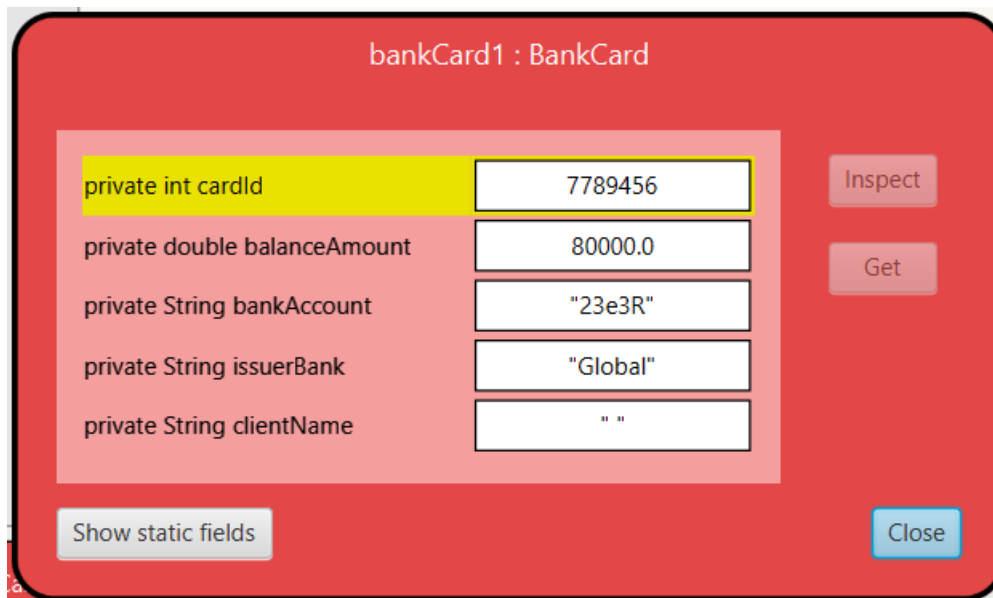 bankCard1 : BankCard
private int cardId 7789456
Inspect
private double balanceAmount 80000.0
Get
private String bankAccount "23e3R"
private String issuerBank "Global"
private String clientName " "
Show static fields
Close